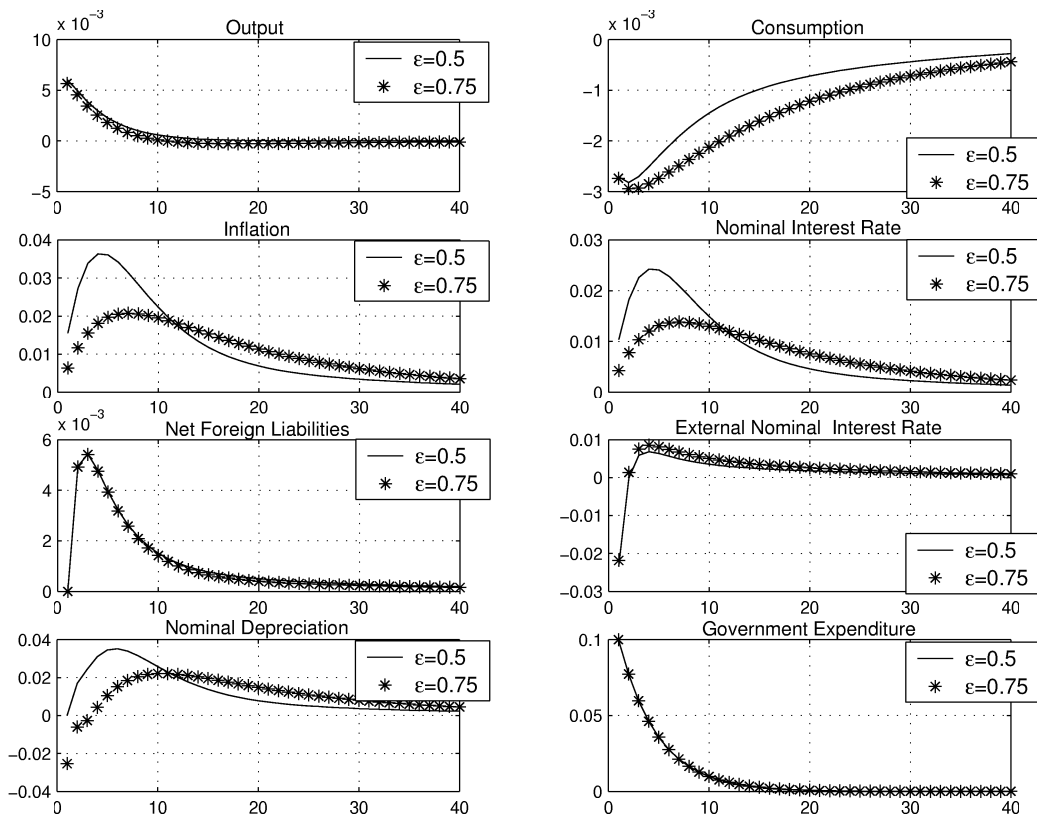 x 10⁻³
Output
10
5
0
−5
0 10 20 30 40
ε=0.5
ε=0.75
x 10⁻³
Consumption
0
−1
−2
−3
0 10 20 30 40
ε=0.5
ε=0.75
Inflation
0.04
0.03
0.02
0.01
0
0 10 20 30 40
ε=0.5
ε=0.75
Nominal Interest Rate
0.03
0.02
0.01
0
0 10 20 30 40
ε=0.5
ε=0.75
x 10⁻³
Net Foreign Liabilities
6
4
2
0
0 10 20 30 40
ε=0.5
ε=0.75
External Nominal Interest Rate
0.01
0
−0.01
−0.02
−0.03
0 10 20 30 40
ε=0.5
ε=0.75
Nominal Depreciation
0.04
0.02
0
−0.02
−0.04
0 10 20 30 40
ε=0.5
ε=0.75
Government Expenditure
0.1
0.05
0
0 10 20 30 40
ε=0.5
ε=0.75